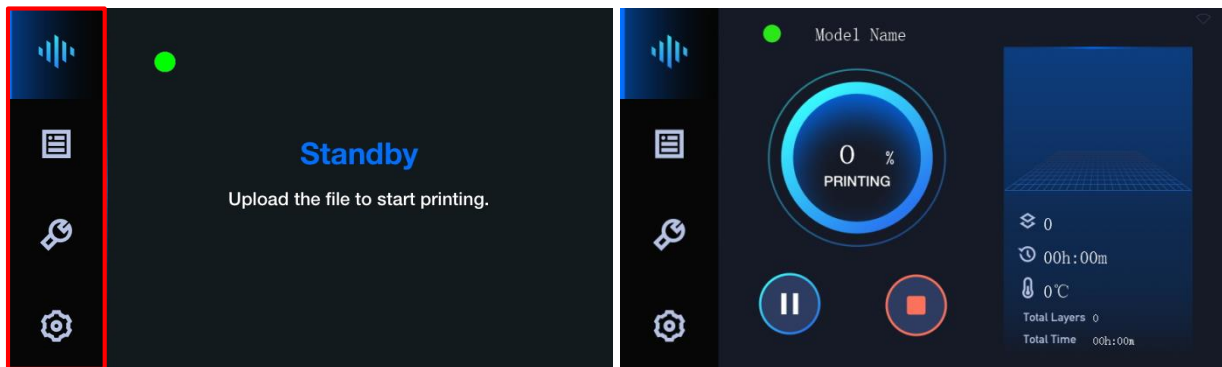 Standby
Upload the file to start printing.
Model Name
0 %
PRINTING
0
00h:00m
0℃
Total Layers 0
Total Time 00h:00m